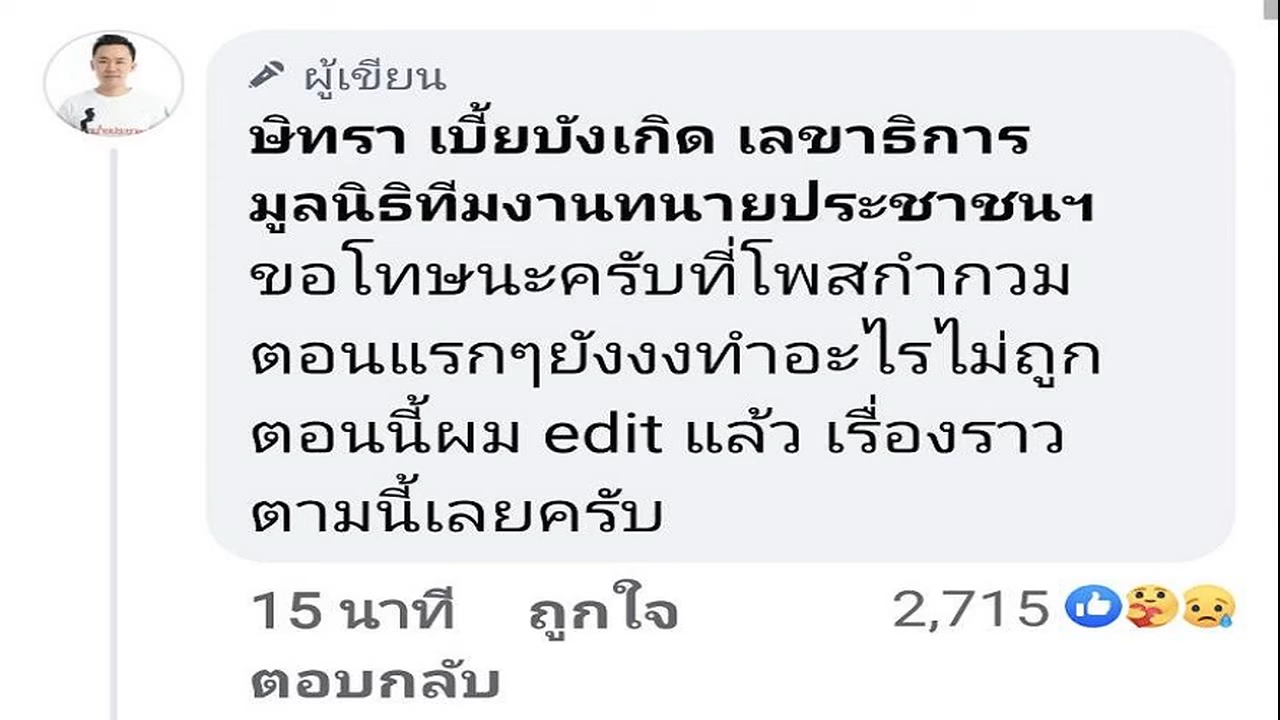 ผู้เขียน
ษิทรา เบี้ยบังเกิด เลขาธิการ
มูลนิธิทีมงานทนายประชาชนฯ
ขอโทษนะครับที่โพสกำกวม
ตอนแรกๆยังงงทำอะไรไม่ถูก
ตอนนี้ผม edit แล้ว เรื่องราว
ตามนี้เลยครับ
15 นาที ถูกใจ 2,715
ตอบกลับ